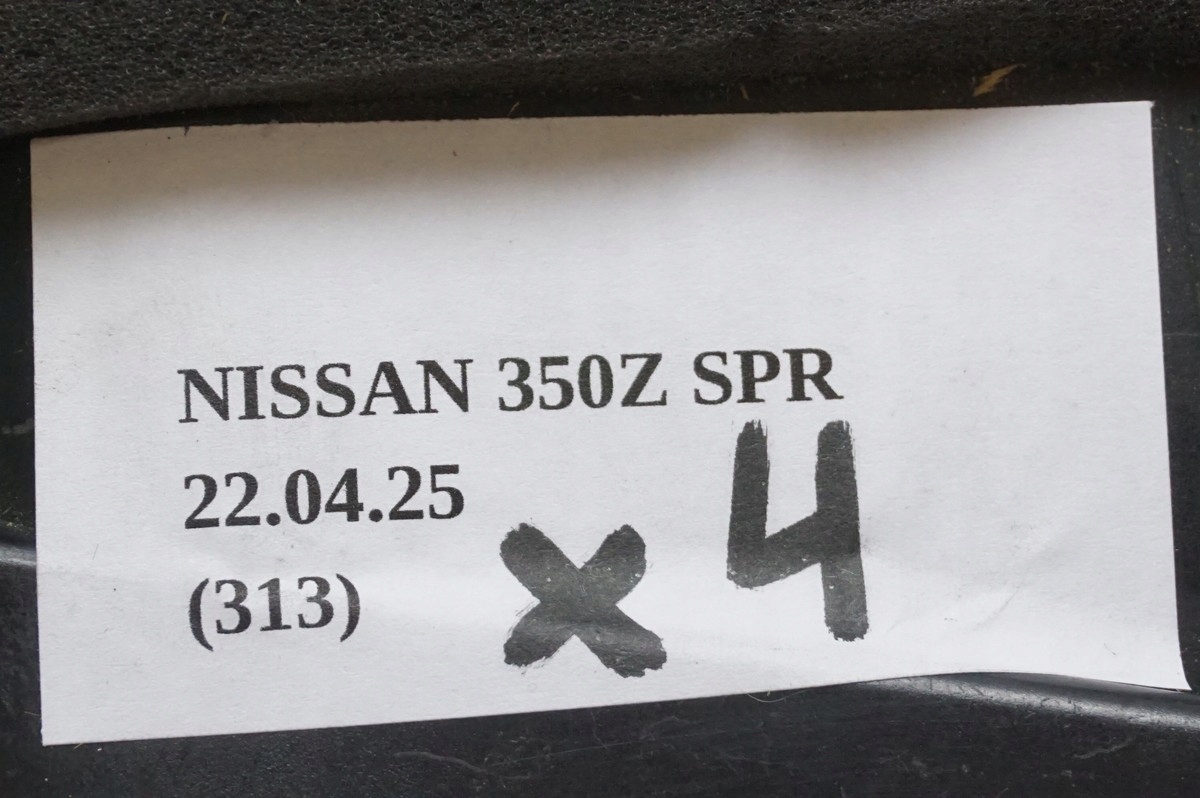 NISSAN 350Z SPR
22.04.25
(313)
x 4